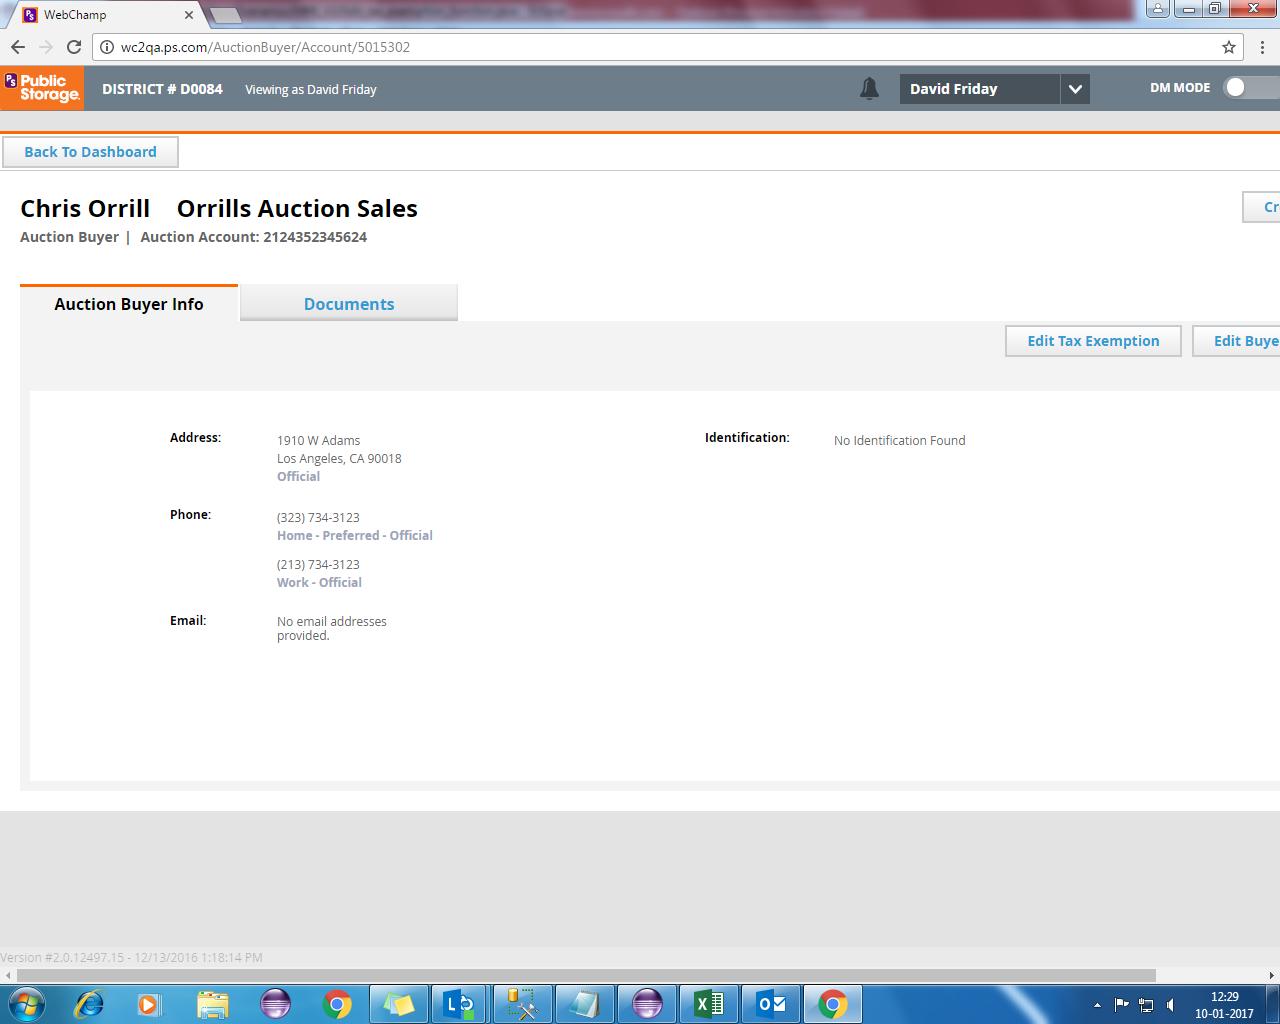 WebChamp
wc2qa.ps.com/AuctionBuyer/Account/5015302
PS Public Storage.
DISTRICT # D0084
Viewing as David Friday
David Friday
DM MODE
Back To Dashboard
Chris Orrill Orrills Auction Sales
Cr
Auction Buyer | Auction Account: 2124352345624
Auction Buyer Info
Documents
Edit Tax Exemption
Edit Buye
Address:
1910 W Adams
Los Angeles, CA 90018
Official
Identification:
No Identification Found
Phone:
(323) 734-3123
Home - Preferred - Official
(213) 734-3123
Work - Official
Email:
No email addresses
provided.
Version #2.0.12497.15 - 12/13/2016 1:18:14 PM
12:29
10-01-2017